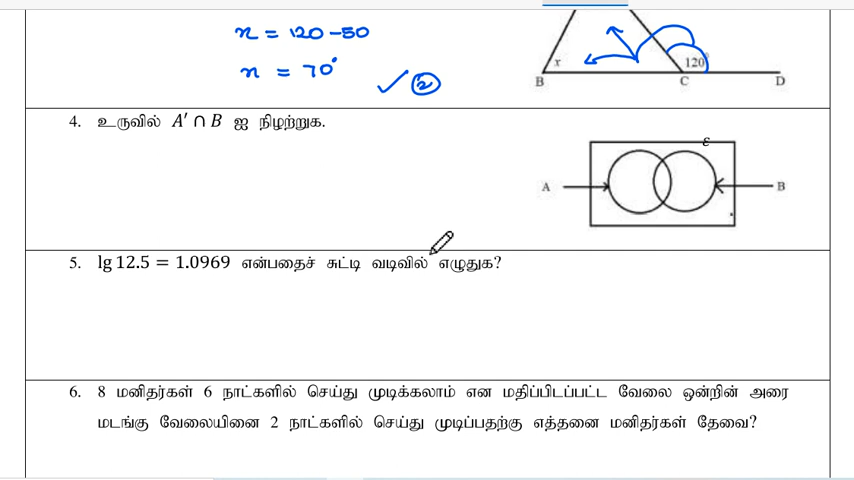 x = 120 - 50
x = 70°
②
x 120°
B C D
4. உருவில் A′ ∩ B ஐ நிழற்றுக.
ε
A B
5. lg 12.5 = 1.0969 என்பதைச் சுட்டி வடிவில் எழுதுக?
6. 8 மனிதர்கள் 6 நாட்களில் செய்து முடிக்கலாம் என மதிப்பிடப்பட்ட வேலை ஒன்றின் அரை
மடங்கு வேலையினை 2 நாட்களில் செய்து முடிப்பதற்கு எத்தனை மனிதர்கள் தேவை?